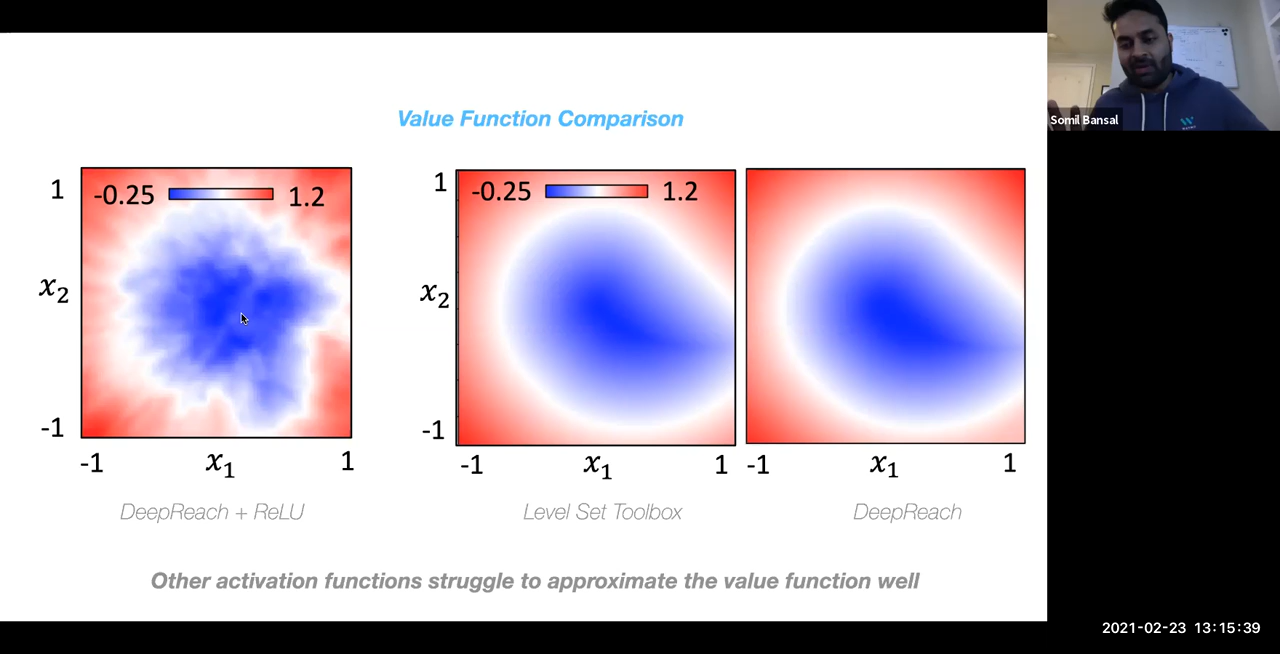 Somil Bansal
Value Function Comparison
-0.25 1.2
1
x₂
-1
-1 x₁ 1
DeepReach + ReLU
-0.25 1.2
1
x₂
-1
-1 x₁ 1
Level Set Toolbox
-1 x₁ 1
DeepReach
Other activation functions struggle to approximate the value function well
2021-02-23 13:15:39